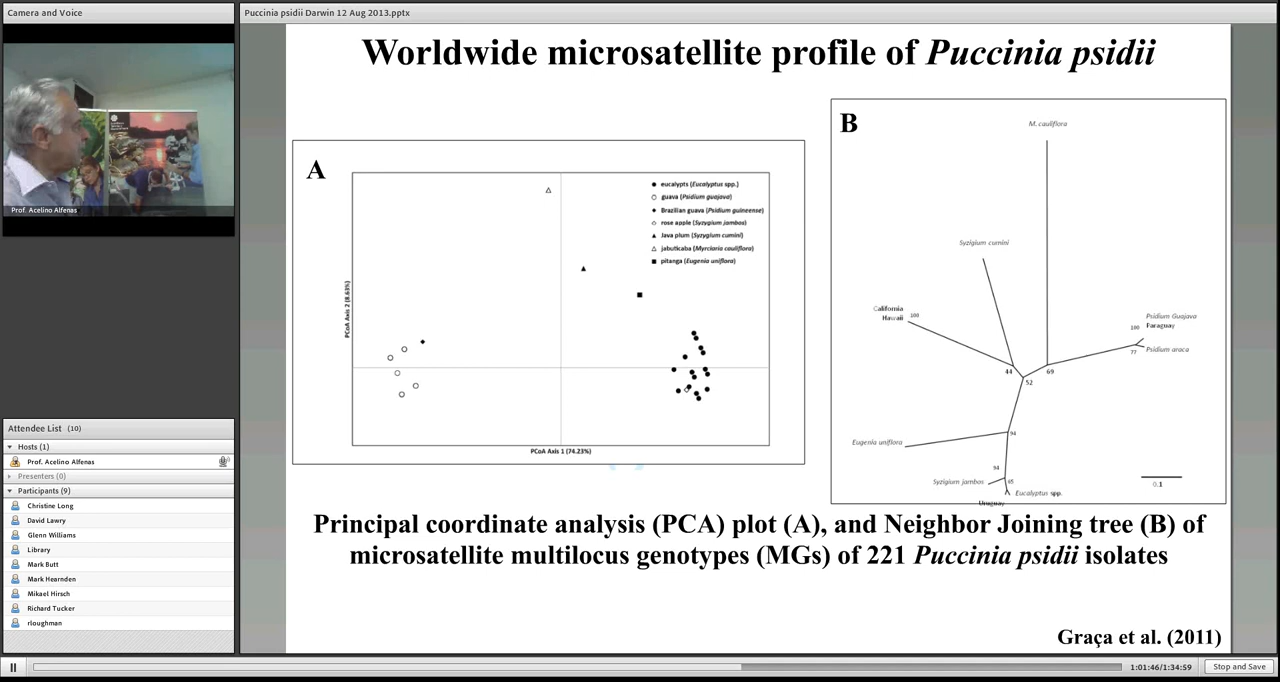 Camera and Voice
Puccinia psidii Darwin 12 Aug 2013.pptx
Prof. Acelino Alfenas
Attendee List (10)
Hosts (1)
Prof. Acelino Alfenas
Presenters (0)
Participants (9)
Christine Long
David Lawry
Glenn Williams
Library
Mark Butt
Mark Hearnden
Mikael Hirsch
Richard Tucker
rloughman
Worldwide microsatellite profile of Puccinia psidii
A
eucalypts (Eucalyptus spp.)
guava (Psidium guajava)
Brazilian guava (Psidium guineense)
rose apple (Syzygium jambos)
Java plum (Syzygium cumini)
jabuticaba (Myrciaria cauliflora)
pitanga (Eugenia uniflora)
PCoA Axis 2 (8.63%)
PCoA Axis 1 (74.23%)
B
M. cauliflora
Syzigium cumini
California
Hawaii
100
100
Psidium Guajava
Paraguay
77
Psidium araca
44
52
69
Eugenia uniflora
94
94
Syzigium jambos
65
Eucalyptus spp.
Uruguay
0.1
Principal coordinate analysis (PCA) plot (A), and Neighbor Joining tree (B) of
microsatellite multilocus genotypes (MGs) of 221 Puccinia psidii isolates
Graça et al. (2011)
1:01:46/1:34:59
Stop and Save